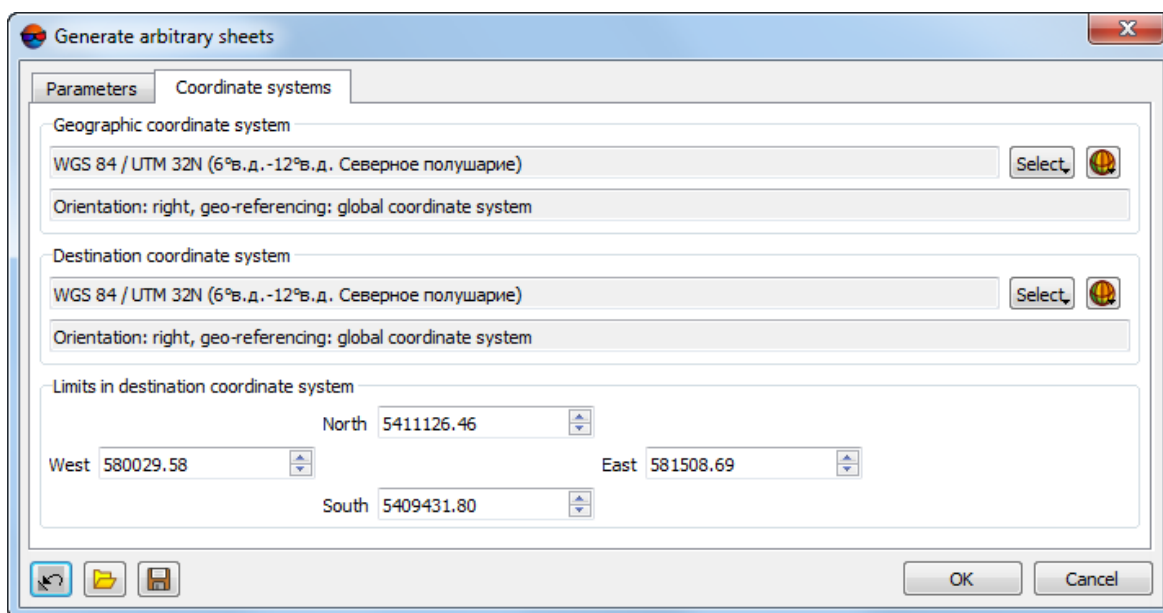 Generate arbitrary sheets
Parameters Coordinate systems
Geographic coordinate system
WGS 84 / UTM 32N (6°в.д.-12°в.д. Северное полушарие) Select
Orientation: right, geo-referencing: global coordinate system
Destination coordinate system
WGS 84 / UTM 32N (6°в.д.-12°в.д. Северное полушарие) Select
Orientation: right, geo-referencing: global coordinate system
Limits in destination coordinate system
North 5411126.46
West 580029.58 East 581508.69
South 5409431.80
OK Cancel